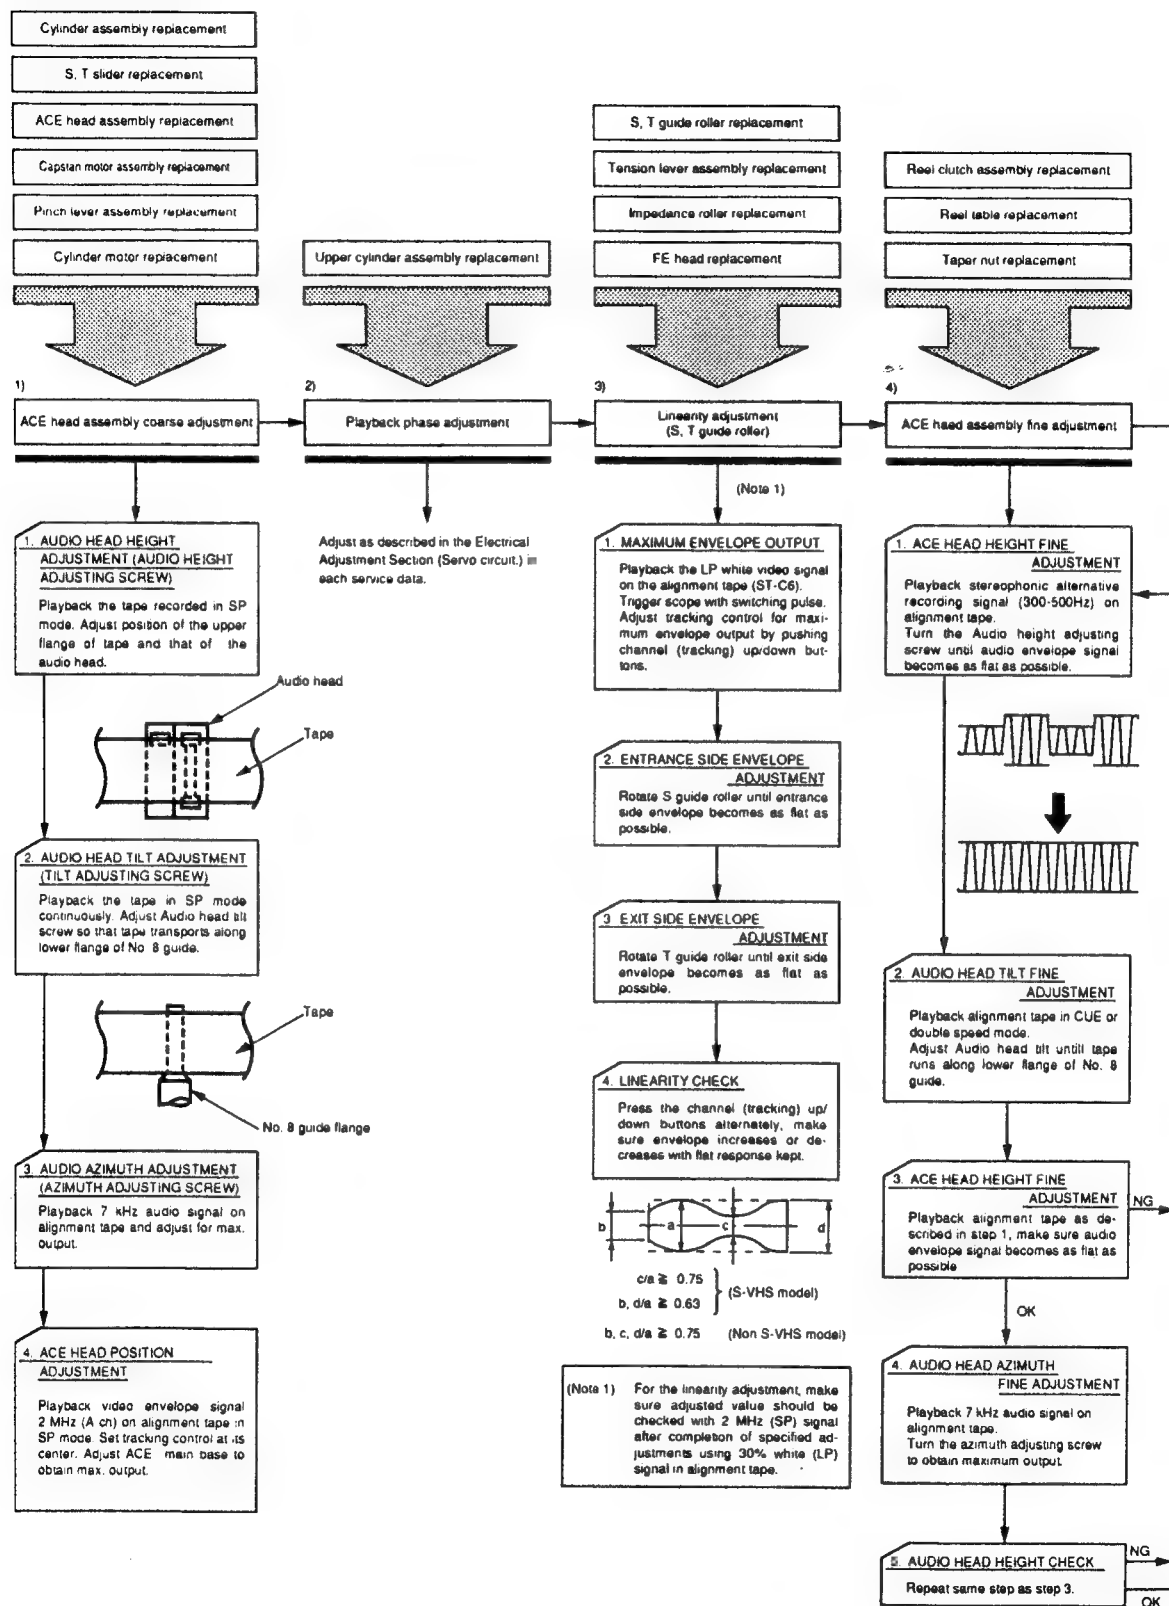 Cylinder assembly replacement
S, T slider replacement
ACE head assembly replacement
Capstan motor assembly replacement
Pinch lever assembly replacement
Cylinder motor replacement
1)
ACE head assembly coarse adjustment
1. AUDIO HEAD HEIGHT
ADJUSTMENT (AUDIO HEIGHT
ADJUSTING SCREW)
Playback the tape recorded in SP
mode. Adjust position of the upper
flange of tape and that of the
audio head.
Audio head
Tape
2. AUDIO HEAD TILT ADJUSTMENT
(TILT ADJUSTING SCREW)
Playback the tape in SP mode
continuously. Adjust Audio head tilt
screw so that tape transports along
lower flange of No. 8 guide.
Tape
No. 8 guide flange
3. AUDIO AZIMUTH ADJUSTMENT
(AZIMUTH ADJUSTING SCREW)
Playback 7 kHz audio signal on
alignment tape and adjust for max.
output.
4. ACE HEAD POSITION
ADJUSTMENT
Playback video envelope signal
2 MHz (A ch) on alignment tape in
SP mode. Set tracking control at its
center. Adjust ACE main base to
obtain max. output.
Upper cylinder assembly replacement
2)
Playback phase adjustment
Adjust as described in the Electrical
Adjustment Section (Servo circuit.) in
each service data.
S, T guide roller replacement
Tension lever assembly replacement
Impedance roller replacement
FE head replacement
3)
Linearity adjustment
(S, T guide roller)
(Note 1)
1. MAXIMUM ENVELOPE OUTPUT
Playback the LP white video signal
on the alignment tape (ST-C6).
Trigger scope with switching pulse.
Adjust tracking control for maxi-
mum envelope output by pushing
channel (tracking) up/down but-
tons.
2. ENTRANCE SIDE ENVELOPE
ADJUSTMENT
Rotate S guide roller until entrance
side envelope becomes as flat as
possible.
3 EXIT SIDE ENVELOPE
ADJUSTMENT
Rotate T guide roller until exit side
envelope becomes as flat as
possible.
4. LINEARITY CHECK
Press the channel (tracking) up/
down buttons alternately, make
sure envelope increases or de-
creases with flat response kept.
b a c d
c/a ≧ 0.75
b, d/a ≧ 0.63
(S-VHS model)
b, c, d/a ≧ 0.75 (Non S-VHS model)
(Note 1) For the linearity adjustment, make
sure adjusted value should be
checked with 2 MHz (SP) signal
after completion of specified ad-
justments using 30% white (LP)
signal in alignment tape.
Reel clutch assembly replacement
Reel table replacement
Taper nut replacement
4)
ACE haed assembly fine adjustment
1. ACE HEAD HEIGHT FINE
ADJUSTMENT
Playback stereophonic alternative
recording signal (300-500Hz) on
alignment tape.
Turn the Audio height adjusting
screw until audio envelope signal
becomes as flat as possible.
2. AUDIO HEAD TILT FINE
ADJUSTMENT
Playback alignment tape in CUE or
double speed mode.
Adjust Audio head tilt untill tape
runs along lower flange of No. 8
guide.
3. ACE HEAD HEIGHT FINE
ADJUSTMENT
Playback alignment tape as de-
scribed in step 1, make sure audio
envelope signal becomes as flat as
possible
NG
OK
4. AUDIO HEAD AZIMUTH
FINE ADJUSTMENT
Playback 7 kHz audio signal on
alignment tape.
Turn the azimuth adjusting screw
to obtain maximum output.
5. AUDIO HEAD HEIGHT CHECK
Repeat same step as step 3.
NG
OK